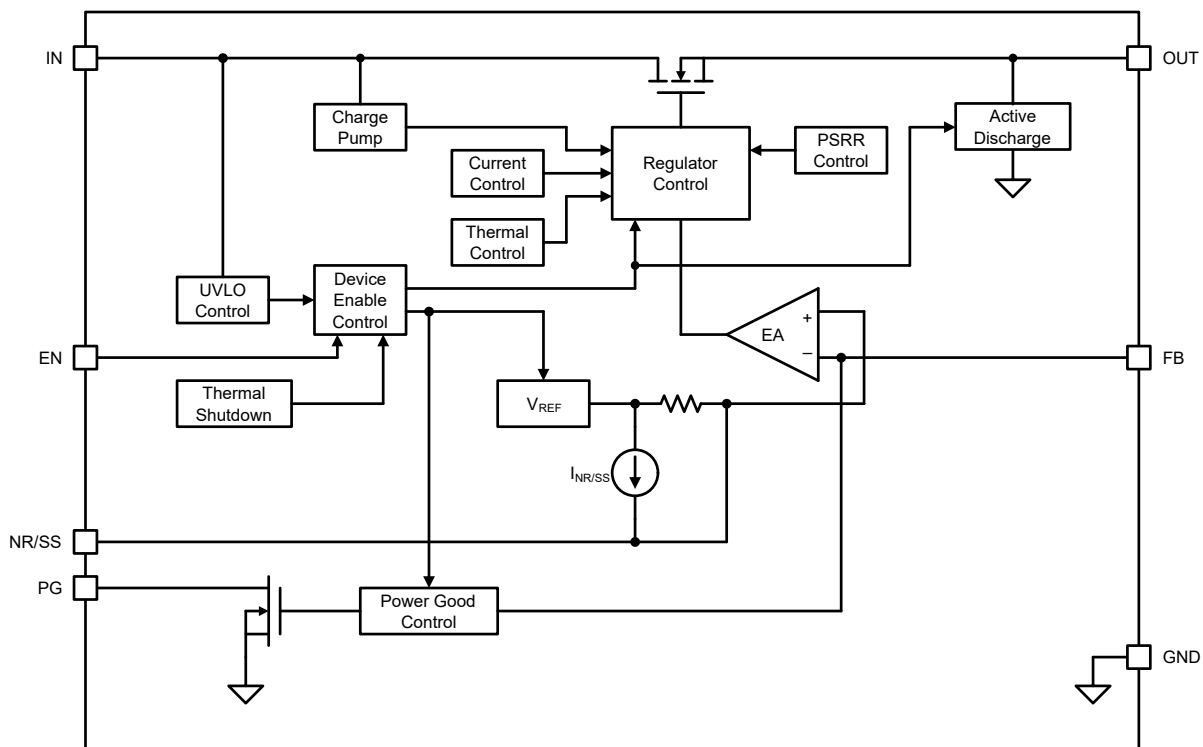 IN
OUT
Charge
Pump
Active
Discharge
Current
Control
Regulator
Control
PSRR
Control
Thermal
Control
UVLO
Control
Device
Enable
Control
EA
+
–
EN
FB
Thermal
Shutdown
VREF
INR/SS
NR/SS
PG
Power Good
Control
GND